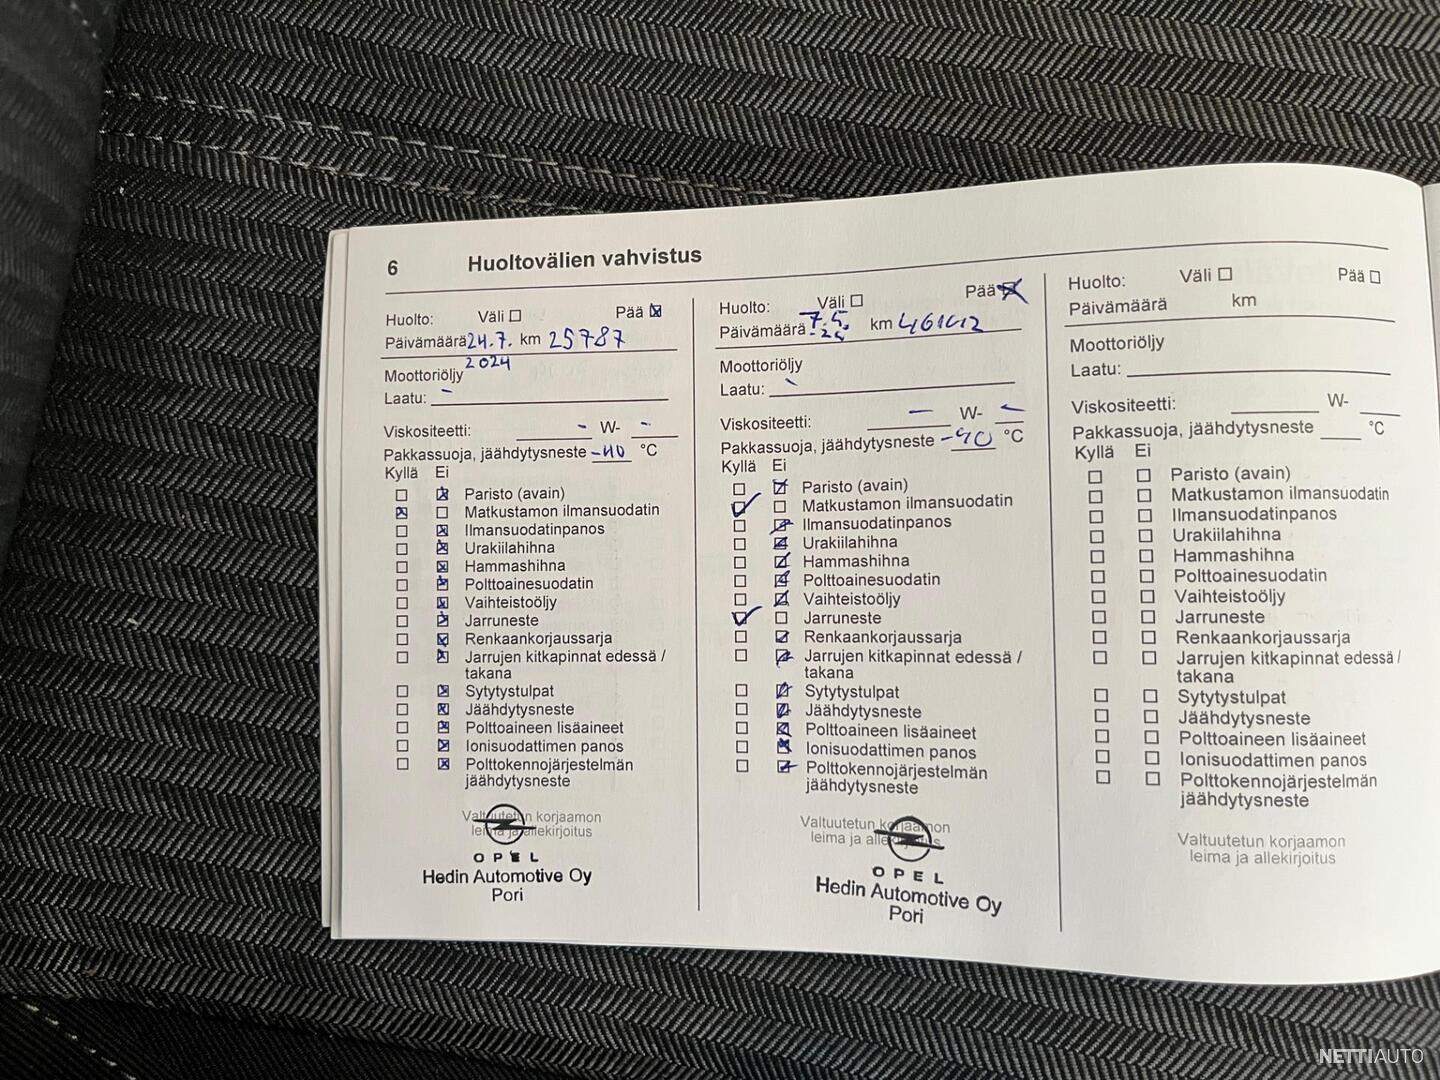 6 Huoltovälien vahvistus
Huolto: Väli Pää
Päivämäärä 24.7. km 25787
2024
Moottoriöljy
Laatu: -
Viskositeetti: - W- -
Pakkassuoja, jäähdytysneste -40 °C
Kyllä Ei
Paristo (avain)
Matkustamon ilmansuodatin
Ilmansuodatinpanos
Urakiilahihna
Hammashihna
Polttoainesuodatin
Vaihteistoöljy
Jarruneste
Renkaankorjaussarja
Jarrujen kitkapinnat edessä /
takana
Sytytystulpat
Jäähdytysneste
Polttoaineen lisäaineet
Ionisuodattimen panos
Polttokennojärjestelmän
jäähdytysneste
Valtuutetun korjaamon
leima ja allekirjoitus
OPEL
Hedin Automotive Oy
Pori
Huolto: Väli Pää
Päivämäärä 7.5. km
Moottoriöljy
Laatu: -
Viskositeetti: - W- -
Pakkassuoja, jäähdytysneste -40 °C
Kyllä Ei
Paristo (avain)
Matkustamon ilmansuodatin
Ilmansuodatinpanos
Urakiilahihna
Hammashihna
Polttoainesuodatin
Vaihteistoöljy
Jarruneste
Renkaankorjaussarja
Jarrujen kitkapinnat edessä /
takana
Sytytystulpat
Jäähdytysneste
Polttoaineen lisäaineet
Ionisuodattimen panos
Polttokennojärjestelmän
jäähdytysneste
Valtuutetun korjaamon
leima ja allekirjoitus
OPEL
Hedin Automotive Oy
Pori
Huolto: Väli Pää
Päivämäärä km
Moottoriöljy
Laatu:
Viskositeetti: W-
Pakkassuoja, jäähdytysneste °C
Kyllä Ei
Paristo (avain)
Matkustamon ilmansuodatin
Ilmansuodatinpanos
Urakiilahihna
Hammashihna
Polttoainesuodatin
Vaihteistoöljy
Jarruneste
Renkaankorjaussarja
Jarrujen kitkapinnat edessä /
takana
Sytytystulpat
Jäähdytysneste
Polttoaineen lisäaineet
Ionisuodattimen panos
Polttokennojärjestelmän
jäähdytysneste
Valtuutetun korjaamon
leima ja allekirjoitus
NETTIAUTO